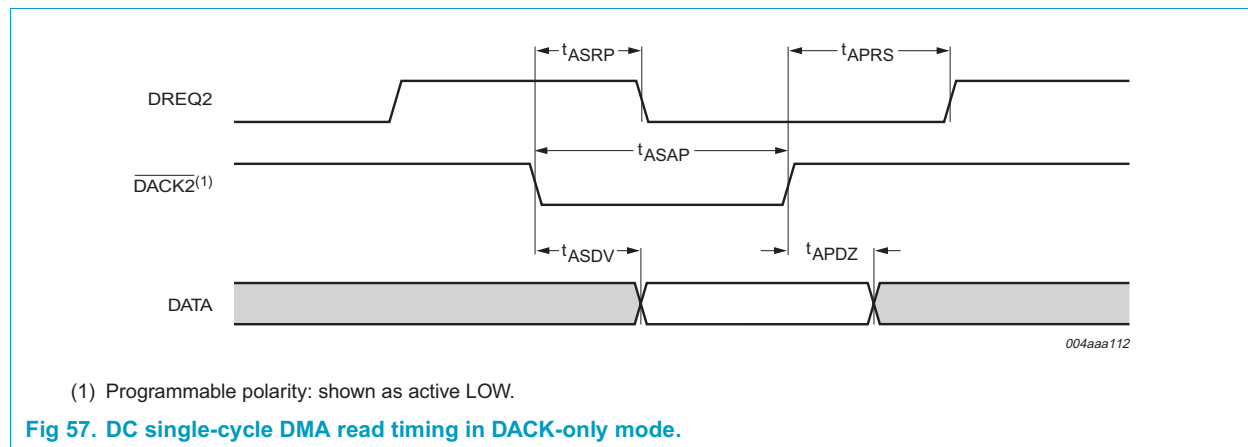 tASRP
tAPRS
DREQ2
tASAP
DACK2(1)
tASDV
tAPDZ
DATA
004aaa112
(1) Programmable polarity: shown as active LOW.
Fig 57. DC single-cycle DMA read timing in DACK-only mode.